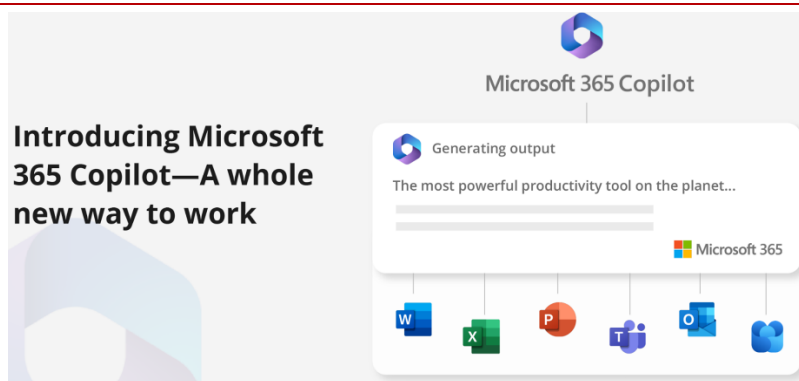 Introducing Microsoft
365 Copilot—A whole
new way to work
Microsoft 365 Copilot
Generating output
The most powerful productivity tool on the planet...
Microsoft 365
W
X
P
T
O